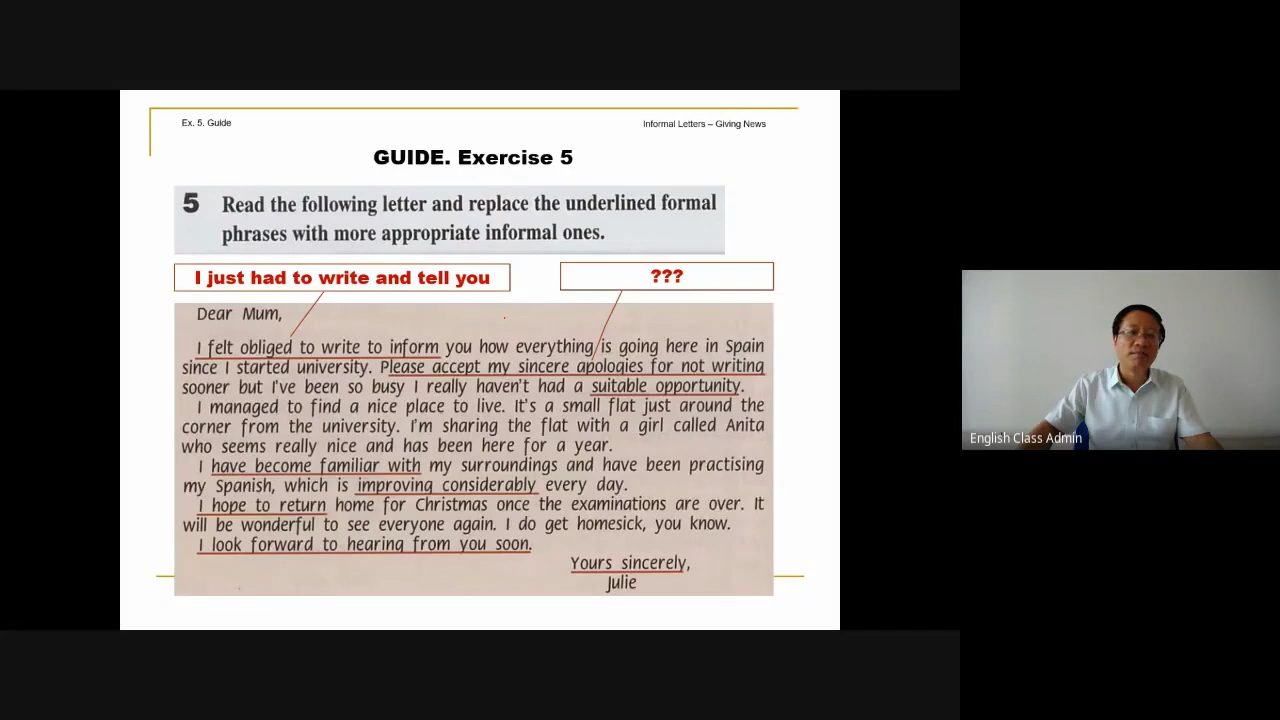 Ex. 5. Guide
Informal Letters – Giving News
GUIDE. Exercise 5
5 Read the following letter and replace the underlined formal
phrases with more appropriate informal ones.
I just had to write and tell you
???
Dear Mum,
I felt obliged to write to inform you how everything is going here in Spain
since I started university. Please accept my sincere apologies for not writing
sooner but I've been so busy I really haven't had a suitable opportunity.
I managed to find a nice place to live. It's a small flat just around the
corner from the university. I'm sharing the flat with a girl called Anita
who seems really nice and has been here for a year.
I have become familiar with my surroundings and have been practising
my Spanish, which is improving considerably every day.
I hope to return home for Christmas once the examinations are over. It
will be wonderful to see everyone again. I do get homesick, you know.
I look forward to hearing from you soon.
Yours sincerely,
Julie
English Class Admin